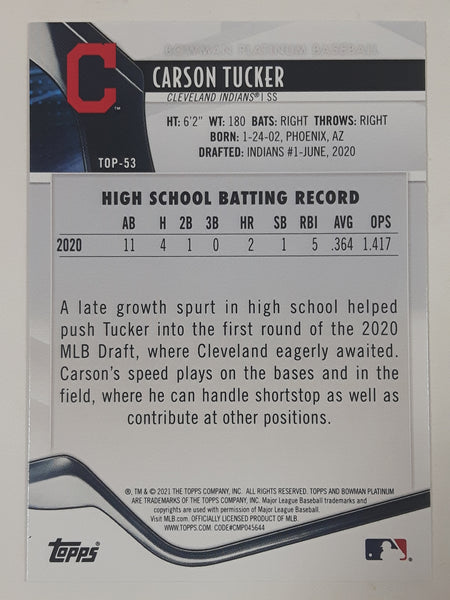 BOWMAN PLATINUM BASEBALL
C
TM
CARSON TUCKER
CLEVELAND INDIANS® | SS
HT: 6'2" WT: 180 BATS: RIGHT THROWS: RIGHT
BORN: 1-24-02, PHOENIX, AZ
DRAFTED: INDIANS #1-JUNE, 2020
TOP-53
HIGH SCHOOL BATTING RECORD
AB H 2B 3B HR SB RBI AVG OPS
2020 11 4 1 0 2 1 5 .364 1.417
A late growth spurt in high school helped
push Tucker into the first round of the 2020
MLB Draft, where Cleveland eagerly awaited.
Carson's speed plays on the bases and in
the field, where he can handle shortstop as well as
contribute at other positions.
®, TM & © 2021 THE TOPPS COMPANY, INC. ALL RIGHTS RESERVED. TOPPS AND BOWMAN PLATINUM
ARE TRADEMARKS OF THE TOPPS COMPANY, INC. Major League Baseball trademarks and
copyrights are used with permission of Major League Baseball.
Visit MLB.com. OFFICIALLY LICENSED PRODUCT OF MLB.
WWW.TOPPS.COM CODE#CMP045644
TOPPS